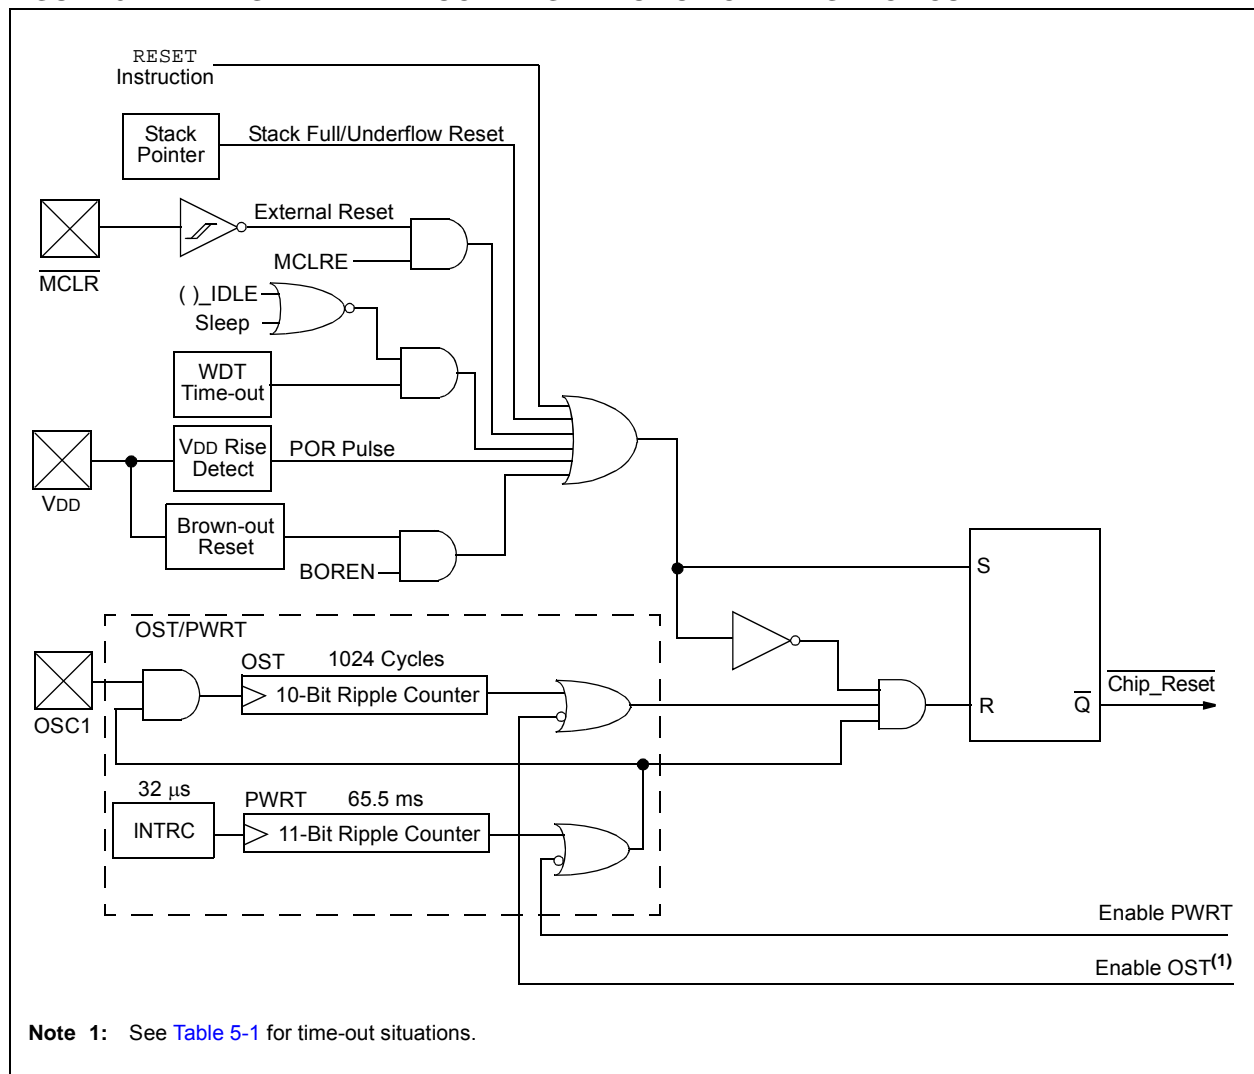 RESET
Instruction
Stack
Pointer
Stack Full/Underflow Reset
External Reset
MCLR
MCLRE
( )_IDLE
Sleep
WDT
Time-out
VDD Rise
Detect
POR Pulse
VDD
Brown-out
Reset
BOREN
S
OST/PWRT
OST
1024 Cycles
10-Bit Ripple Counter
OSC1
Chip_Reset
R
Q
32 μs
INTRC
PWRT
65.5 ms
11-Bit Ripple Counter
Enable PWRT
Enable OST(1)
Note 1: See Table 5-1 for time-out situations.